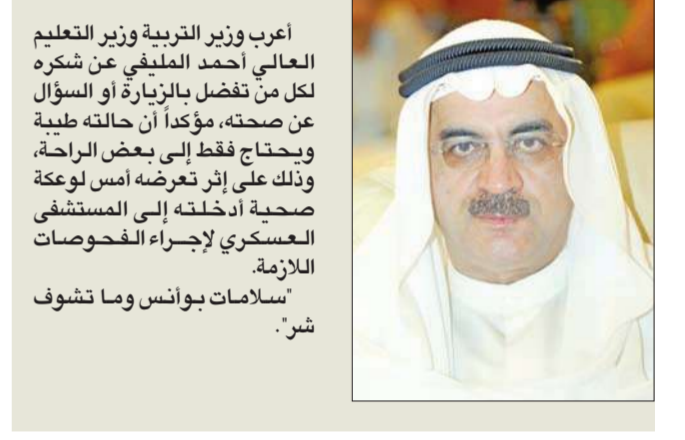 أعرب وزير التربية وزير التعليم
العالي أحمد المليفي عن شكره
لكل من تفضل بالزيارة أو السؤال
عن صحته، مؤكداً أن حالته طيبة
ويحتاج فقط إلى بعض الراحة،
وذلك على إثر تعرضه أمس لوعكة
صحية أدخلته إلى المستشفى
العسكري لإجراء الفحوصات
اللازمة.
"سلامات بوأنس وما تشوف
شر".